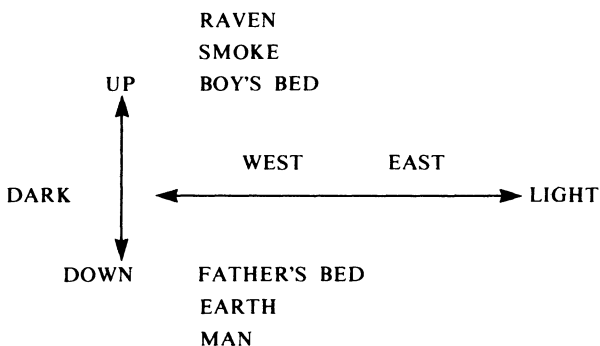 RAVEN
SMOKE
UP BOY'S BED
WEST EAST
DARK LIGHT
DOWN FATHER'S BED
EARTH
MAN